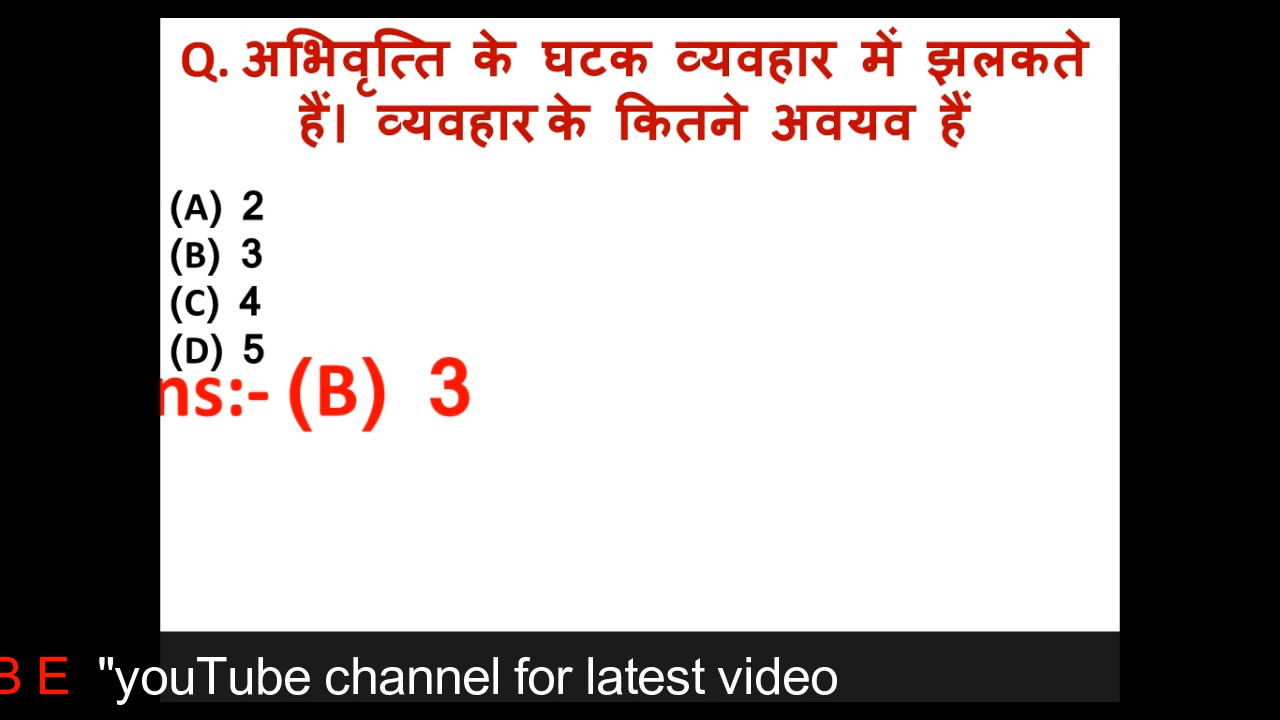 Q. अभिवृत्ति के घटक व्यवहार में झलकते
हैं। व्यवहार के कितने अवयव हैं
(A) 2
(B) 3
(C) 4
(D) 5
ns:- (B) 3
B E "youTube channel for latest video